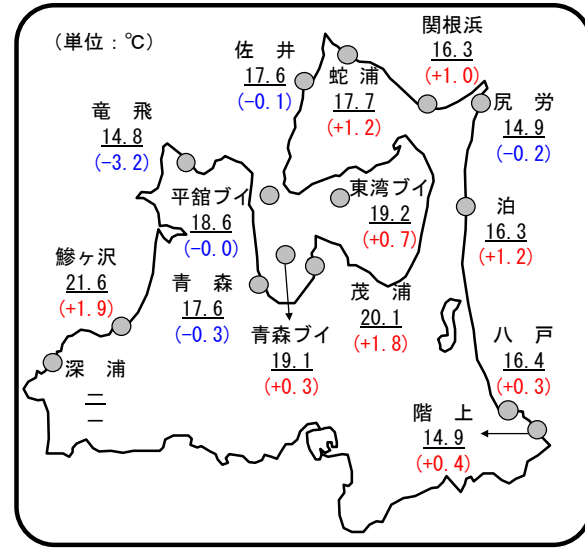 (単位：℃)
佐井
17.6
(−0.1)
蛇浦
17.7
(+1.2)
関根浜
16.3
(+1.0)
尻労
14.9
(−0.2)
竜飛
14.8
(−3.2)
平舘ブイ
18.6
(−0.0)
東湾ブイ
19.2
(+0.7)
泊
16.3
(+1.2)
鰺ヶ沢
21.6
(+1.9)
青森
17.6
(−0.3)
青森ブイ
19.1
(+0.3)
茂浦
20.1
(+1.8)
八戸
16.4
(+0.3)
深浦
—
—
階上
14.9
(+0.4)